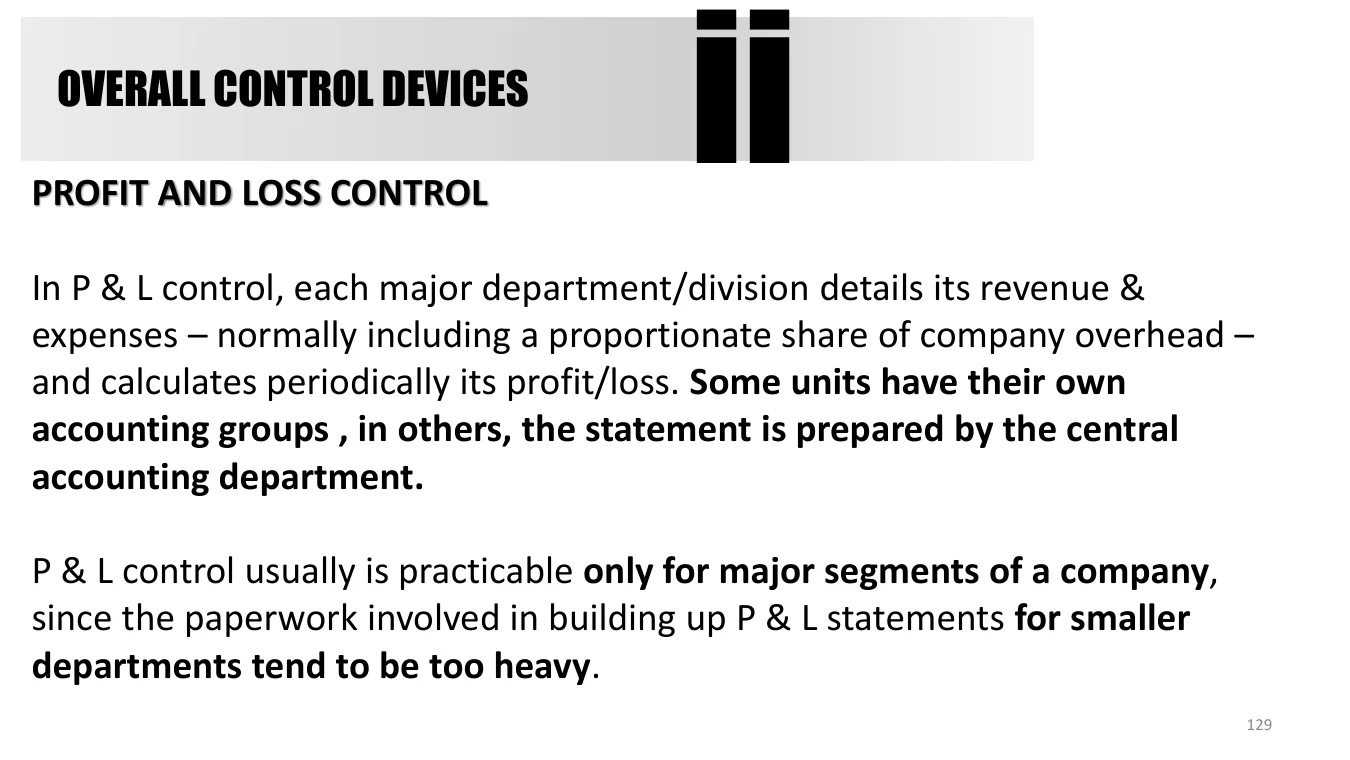 OVERALL CONTROL DEVICES
ii
PROFIT AND LOSS CONTROL
In P & L control, each major department/division details its revenue &
expenses – normally including a proportionate share of company overhead –
and calculates periodically its profit/loss. Some units have their own
accounting groups , in others, the statement is prepared by the central
accounting department.
P & L control usually is practicable only for major segments of a company,
since the paperwork involved in building up P & L statements for smaller
departments tend to be too heavy.
129